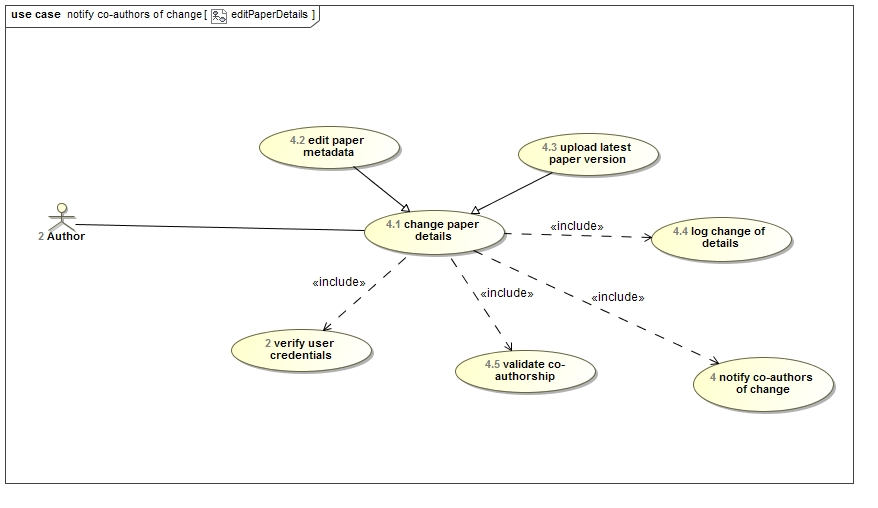 use case notify co-authors of change [ editPaperDetails ]
4.2 edit paper
metadata
4.3 upload latest
paper version
2 Author
4.1 change paper
details
«include»
4.4 log change of
details
«include»
«include»
«include»
2 verify user
credentials
4.5 validate co-
authorship
4 notify co-authors
of change